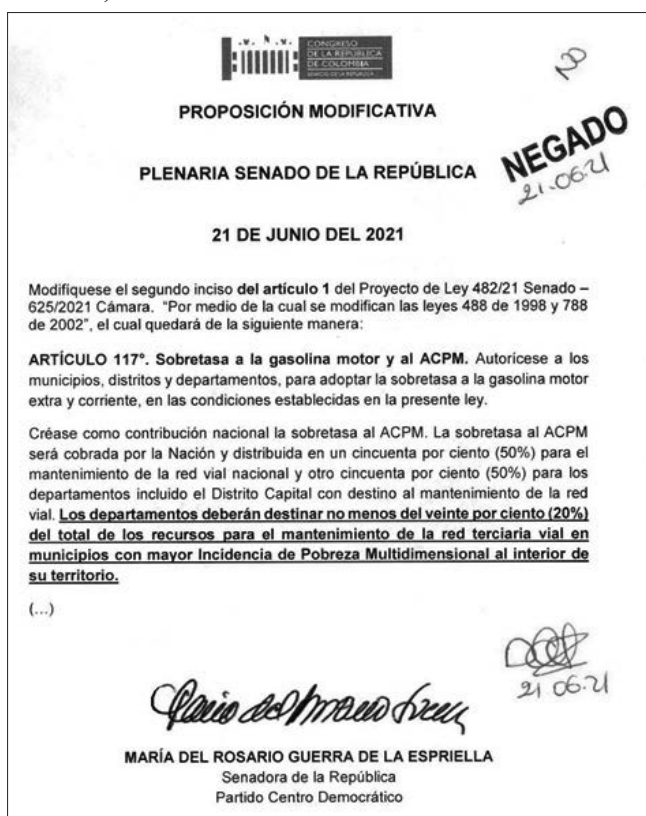 CONGRESO
DE LA REPÚBLICA
DE COLOMBIA
PROPOSICIÓN MODIFICATIVA
NEGADO
21.06.21
PLENARIA SENADO DE LA REPÚBLICA
21 DE JUNIO DEL 2021
Modifiquese el segundo inciso del artículo 1 del Proyecto de Ley 482/21 Senado –
625/2021 Cámara. "Por medio de la cual se modifican las leyes 488 de 1998 y 788
de 2002", el cual quedará de la siguiente manera:
ARTÍCULO 117°. Sobretasa a la gasolina motor y al ACPM. Autorícese a los
municipios, distritos y departamentos, para adoptar la sobretasa a la gasolina motor
extra y corriente, en las condiciones establecidas en la presente ley.
Créase como contribución nacional la sobretasa al ACPM. La sobretasa al ACPM
será cobrada por la Nación y distribuida en un cincuenta por ciento (50%) para el
mantenimiento de la red vial nacional y otro cincuenta por ciento (50%) para los
departamentos incluido el Distrito Capital con destino al mantenimiento de la red
vial. Los departamentos deberán destinar no menos del veinte por ciento (20%)
del total de los recursos para el mantenimiento de la red terciaria vial en
municipios con mayor Incidencia de Pobreza Multidimensional al interior de
su territorio.
(...)
21 06.21
MARÍA DEL ROSARIO GUERRA DE LA ESPRIELLA
Senadora de la República
Partido Centro Democrático